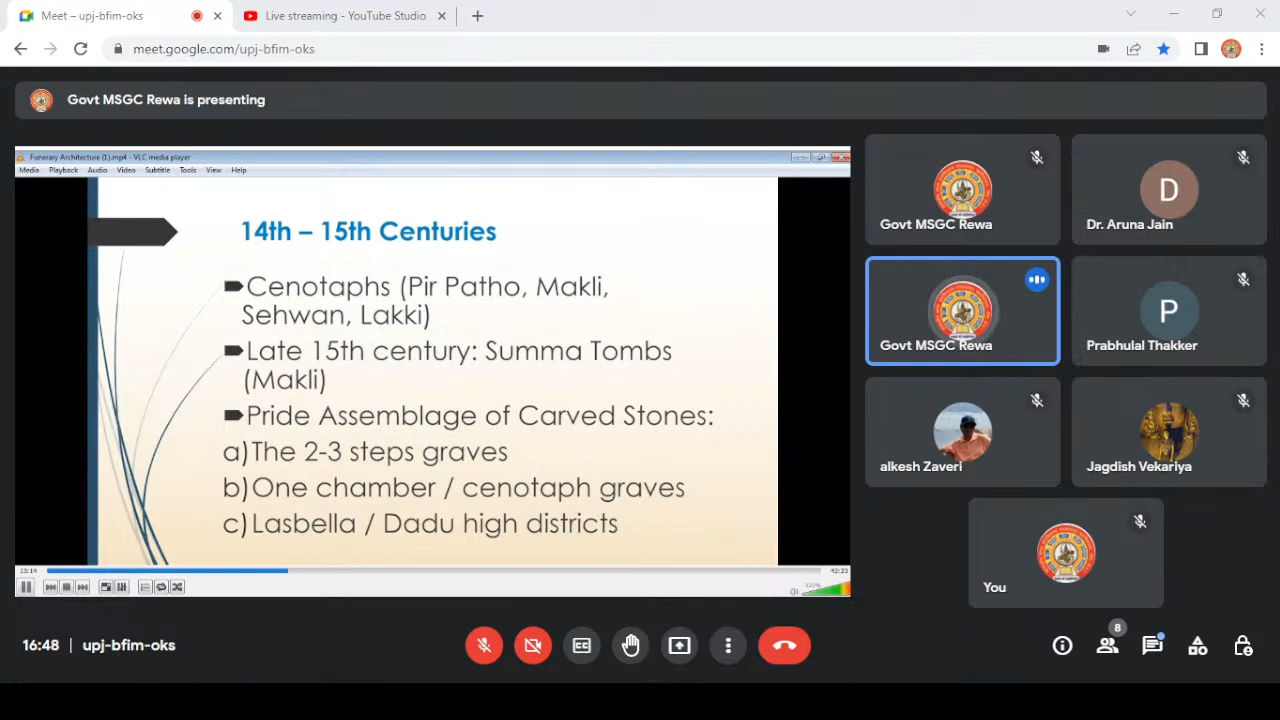 Meet – upj-bfim-oks
Live streaming - YouTube Studio
meet.google.com/upj-bfim-oks
Govt MSGC Rewa is presenting
Funerary Architecture (1).mp4 - VLC media player
Media Playback Audio Video Subtitle Tools View Help
14th – 15th Centuries
Cenotaphs (Pir Patho, Makli,
Sehwan, Lakki)
Late 15th century: Summa Tombs
(Makli)
Pride Assemblage of Carved Stones:
a)The 2-3 steps graves
b)One chamber / cenotaph graves
c)Lasbella / Dadu high districts
13:14
42:23
Govt MSGC Rewa
D
Dr. Aruna Jain
Govt MSGC Rewa
P
Prabhulal Thakker
alkesh Zaveri
Jagdish Vekariya
You
16:48 | upj-bfim-oks
8